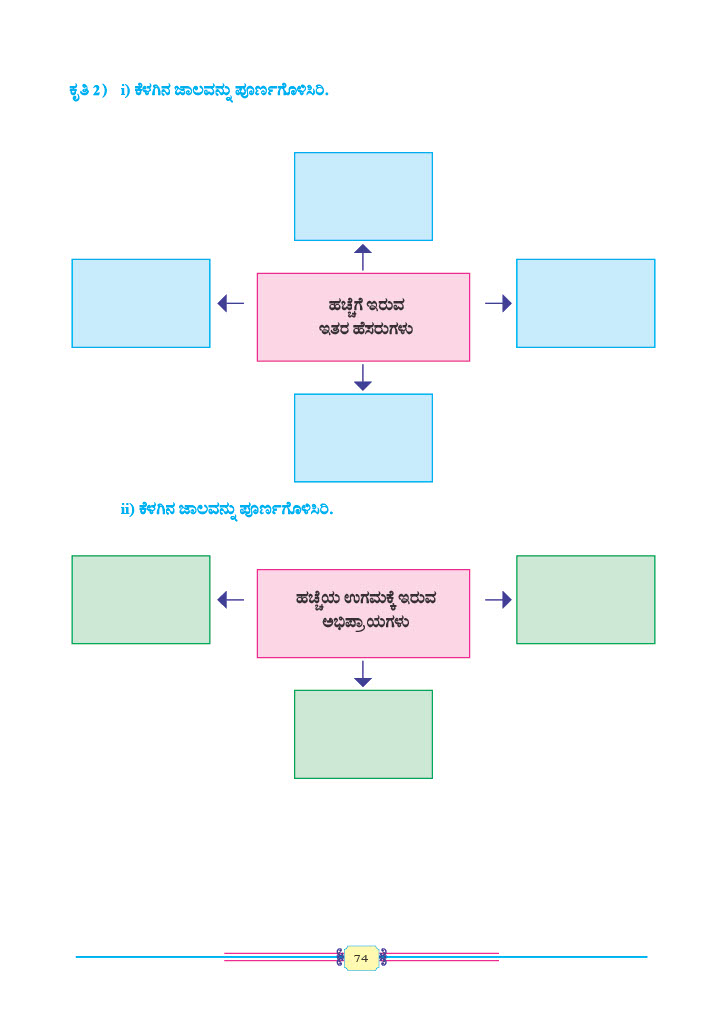 ಕೃತಿ 2) i) ಕೆಳಗಿನ ಜಾಲವನ್ನು ಪೂರ್ಣಗೊಳಿಸಿರಿ.
ಹಚ್ಚೆಗೆ ಇರುವ
ಇತರ ಹೆಸರುಗಳು
ii) ಕೆಳಗಿನ ಜಾಲವನ್ನು ಪೂರ್ಣಗೊಳಿಸಿರಿ.
ಹಚ್ಚೆಯ ಉಗಮಕ್ಕೆ ಇರುವ
ಅಭಿಪ್ರಾಯಗಳು
74